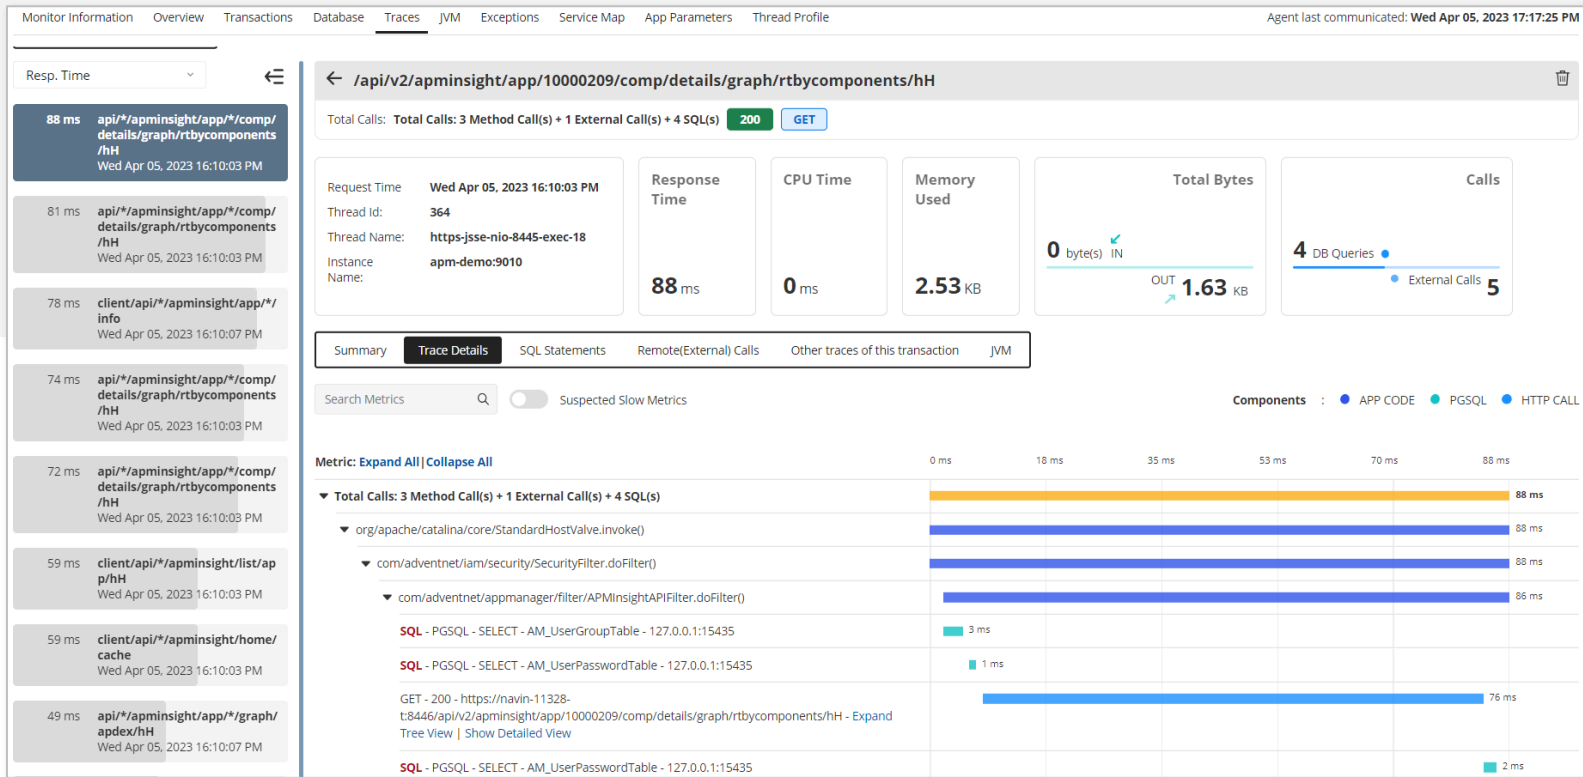 Monitor Information Overview Transactions Database Traces JVM Exceptions Service Map App Parameters Thread Profile Agent last communicated: Wed Apr 05, 2023 17:17:25 PM
Resp. Time
88 ms api/*/apminsight/app/*/comp/
details/graph/rtbycomponents
/hH
Wed Apr 05, 2023 16:10:03 PM
81 ms api/*/apminsight/app/*/comp/
details/graph/rtbycomponents
/hH
Wed Apr 05, 2023 16:10:03 PM
78 ms client/api/*/apminsight/app/*/
info
Wed Apr 05, 2023 16:10:07 PM
74 ms api/*/apminsight/app/*/comp/
details/graph/rtbycomponents
/hH
Wed Apr 05, 2023 16:10:03 PM
72 ms api/*/apminsight/app/*/comp/
details/graph/rtbycomponents
/hH
Wed Apr 05, 2023 16:10:03 PM
59 ms client/api/*/apminsight/list/ap
p/hH
Wed Apr 05, 2023 16:10:03 PM
59 ms client/api/*/apminsight/home/
cache
Wed Apr 05, 2023 16:10:03 PM
49 ms api/*/apminsight/app/*/graph/
apdex/hH
Wed Apr 05, 2023 16:10:07 PM
/api/v2/apminsight/app/10000209/comp/details/graph/rtbycomponents/hH
Total Calls: Total Calls: 3 Method Call(s) + 1 External Call(s) + 4 SQL(s) 200 GET
Request Time Wed Apr 05, 2023 16:10:03 PM
Thread Id: 364
Thread Name: https-jsse-nio-8445-exec-18
Instance
Name: apm-demo:9010
Response
Time
88 ms
CPU Time
0 ms
Memory
Used
2.53 KB
Total Bytes
0 byte(s) IN
OUT 1.63 KB
Calls
4 DB Queries
External Calls 5
Summary Trace Details SQL Statements Remote(External) Calls Other traces of this transaction JVM
Search Metrics Suspected Slow Metrics Components : APP CODE PGSQL HTTP CALL
Metric: Expand All|Collapse All 0 ms 18 ms 35 ms 53 ms 70 ms 88 ms
Total Calls: 3 Method Call(s) + 1 External Call(s) + 4 SQL(s) 88 ms
org/apache/catalina/core/StandardHostValve.invoke() 88 ms
com/adventnet/iam/security/SecurityFilter.doFilter() 88 ms
com/adventnet/appmanager/filter/APMInsightAPIFilter.doFilter() 86 ms
SQL - PGSQL - SELECT - AM_UserGroupTable - 127.0.0.1:15435 3 ms
SQL - PGSQL - SELECT - AM_UserPasswordTable - 127.0.0.1:15435 1 ms
GET - 200 - https://navin-11328-
t:8446/api/v2/apminsight/app/10000209/comp/details/graph/rtbycomponents/hH - Expand 76 ms
Tree View | Show Detailed View
SQL - PGSQL - SELECT - AM_UserPasswordTable - 127.0.0.1:15435 2 ms